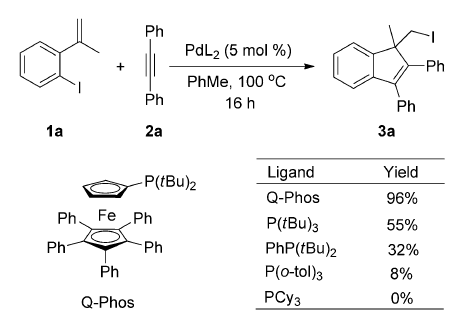 Ph
PdL2 (5 mol %)
I
+
PhMe, 100 °C
16 h
Ph
I
Ph
Ph
1a
2a
3a
P(tBu)2
Fe
Ph
Ph
Ph
Ph
Ph
Q-Phos
Ligand Yield
Q-Phos 96%
P(tBu)3 55%
PhP(tBu)2 32%
P(o-tol)3 8%
PCy3 0%